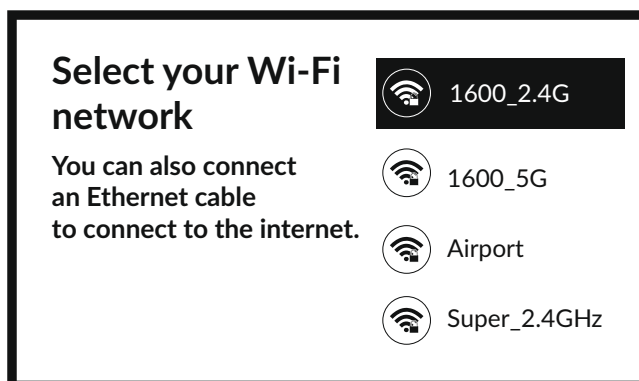 Select your Wi-Fi
network
You can also connect
an Ethernet cable
to connect to the internet.
1600_2.4G
1600_5G
Airport
Super_2.4GHz